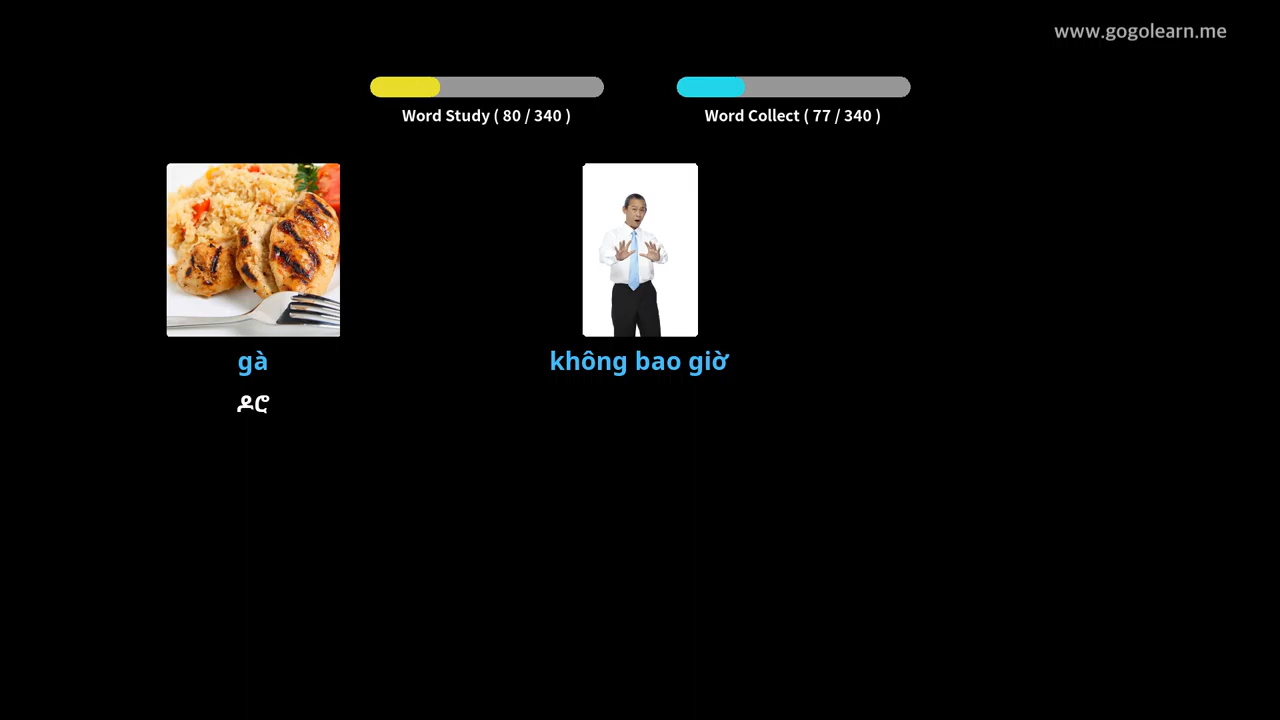 www.gogolearn.me
Word Study ( 80 / 340 )
Word Collect ( 77 / 340 )
gà
không bao giờ
ዶሮ